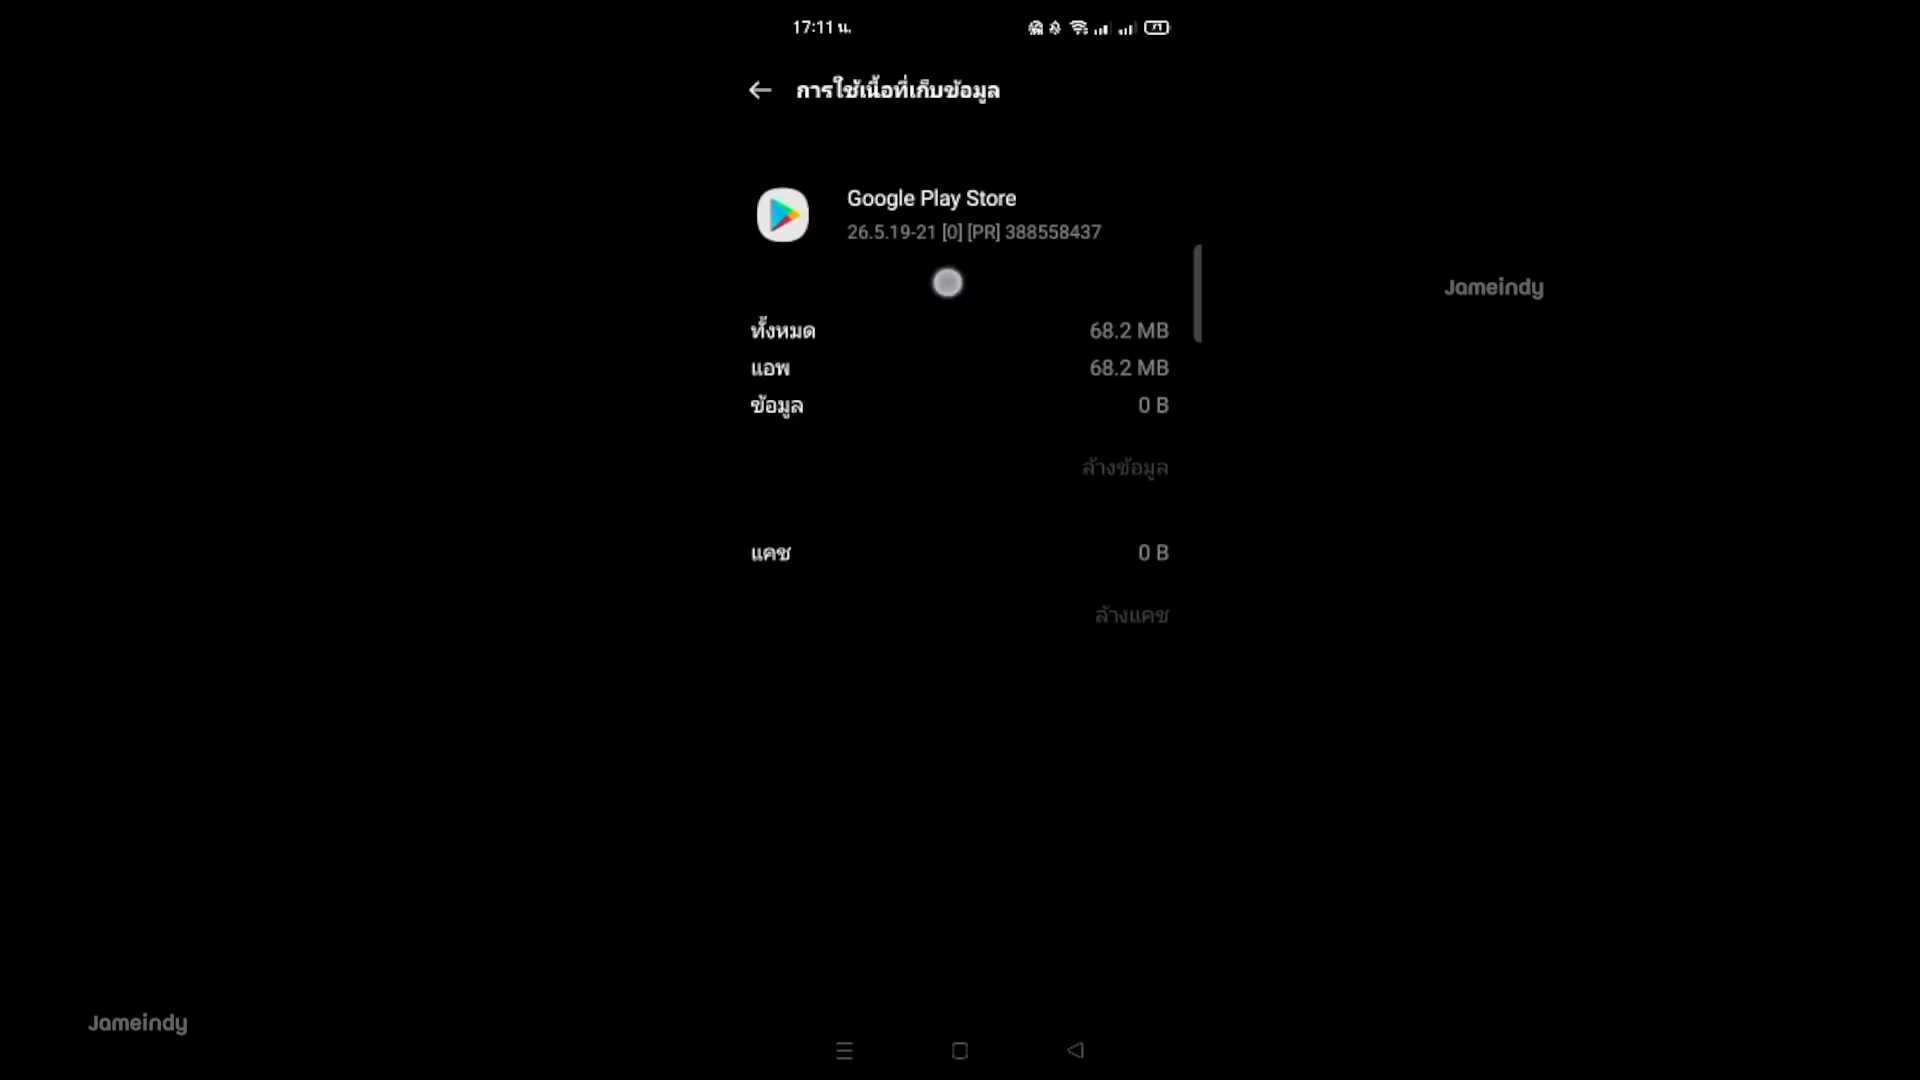 17:11 น.
71
การใช้เนื้อที่เก็บข้อมูล
Google Play Store
26.5.19-21 [0] [PR] 388558437
Jameindy
ทั้งหมด 68.2 MB
แอพ 68.2 MB
ข้อมูล 0 B
ล้างข้อมูล
แคช 0 B
ล้างแคช
Jameindy